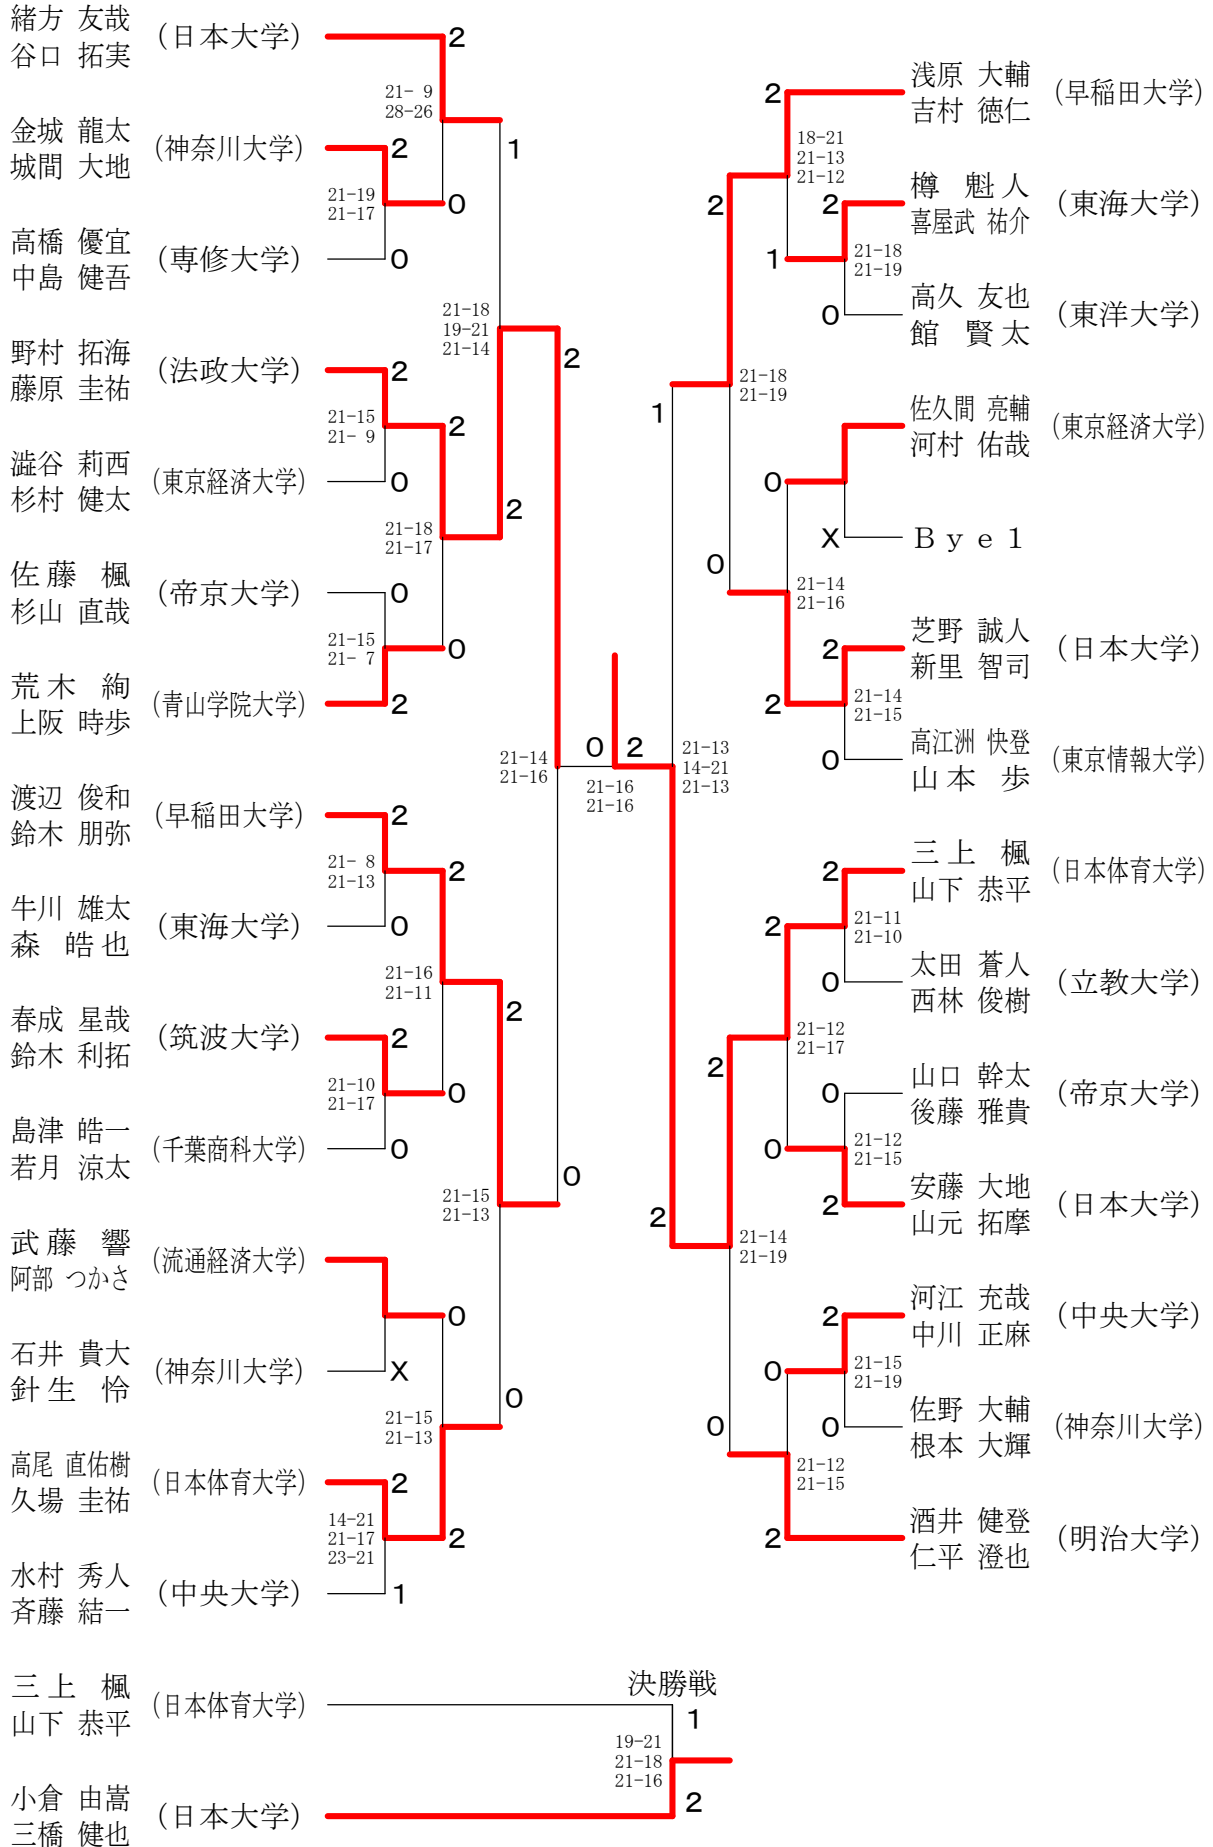 緒方 友哉
谷口 拓実
(日本大学)
2
21- 9
28-26
1
金城 龍太
城間 大地
(神奈川大学)
2
21-19
21-17
0
高橋 優宜
中島 健吾
(専修大学)
0
21-18
19-21
21-14
2
野村 拓海
藤原 圭祐
(法政大学)
2
21-15
21- 9
2
澁谷 莉西
杉村 健太
(東京経済大学)
0
2
21-18
21-17
佐藤 楓
杉山 直哉
(帝京大学)
0
21-15
21- 7
0
荒木 絢
上阪 時歩
(青山学院大学)
2
21-14
21-16
0
2
21-16
21-16
渡辺 俊和
鈴木 朋弥
(早稲田大学)
2
21- 8
21-13
2
牛川 雄太
森 皓也
(東海大学)
0
21-16
21-11
2
春成 星哉
鈴木 利拓
(筑波大学)
2
21-10
21-17
0
島津 皓一
若月 涼太
(千葉商科大学)
0
0
21-15
21-13
武藤 響
阿部 つかさ
(流通経済大学)
0
石井 貴大
針生 怜
(神奈川大学)
X
0
21-15
21-13
高尾 直佑樹
久場 圭祐
(日本体育大学)
2
14-21
21-17
23-21
2
水村 秀人
斉藤 結一
(中央大学)
1
浅原 大輔
吉村 徳仁
(早稲田大学)
2
18-21
21-13
21-12
2
樽 魁人
喜屋武 祐介
(東海大学)
2
21-18
21-19
1
高久 友也
館 賢太
(東洋大学)
0
21-18
21-19
1
佐久間 亮輔
河村 佑哉
(東京経済大学)
0
Bye1
X
0
21-14
21-16
芝野 誠人
新里 智司
(日本大学)
2
21-14
21-15
2
高江洲 快登
山本 歩
(東京情報大学)
0
21-13
14-21
21-13
三上 楓
山下 恭平
(日本体育大学)
2
21-11
21-10
2
太田 蒼人
西林 俊樹
(立教大学)
0
21-12
21-17
2
山口 幹太
後藤 雅貴
(帝京大学)
0
21-12
21-15
0
安藤 大地
山元 拓摩
(日本大学)
2
2
21-14
21-19
河江 充哉
中川 正麻
(中央大学)
2
21-15
21-19
0
佐野 大輔
根本 大輝
(神奈川大学)
0
0
21-12
21-15
酒井 健登
仁平 澄也
(明治大学)
2
決勝戦
三上 楓
山下 恭平
(日本体育大学)
1
19-21
21-18
21-16
小倉 由嵩
三橋 健也
(日本大学)
2